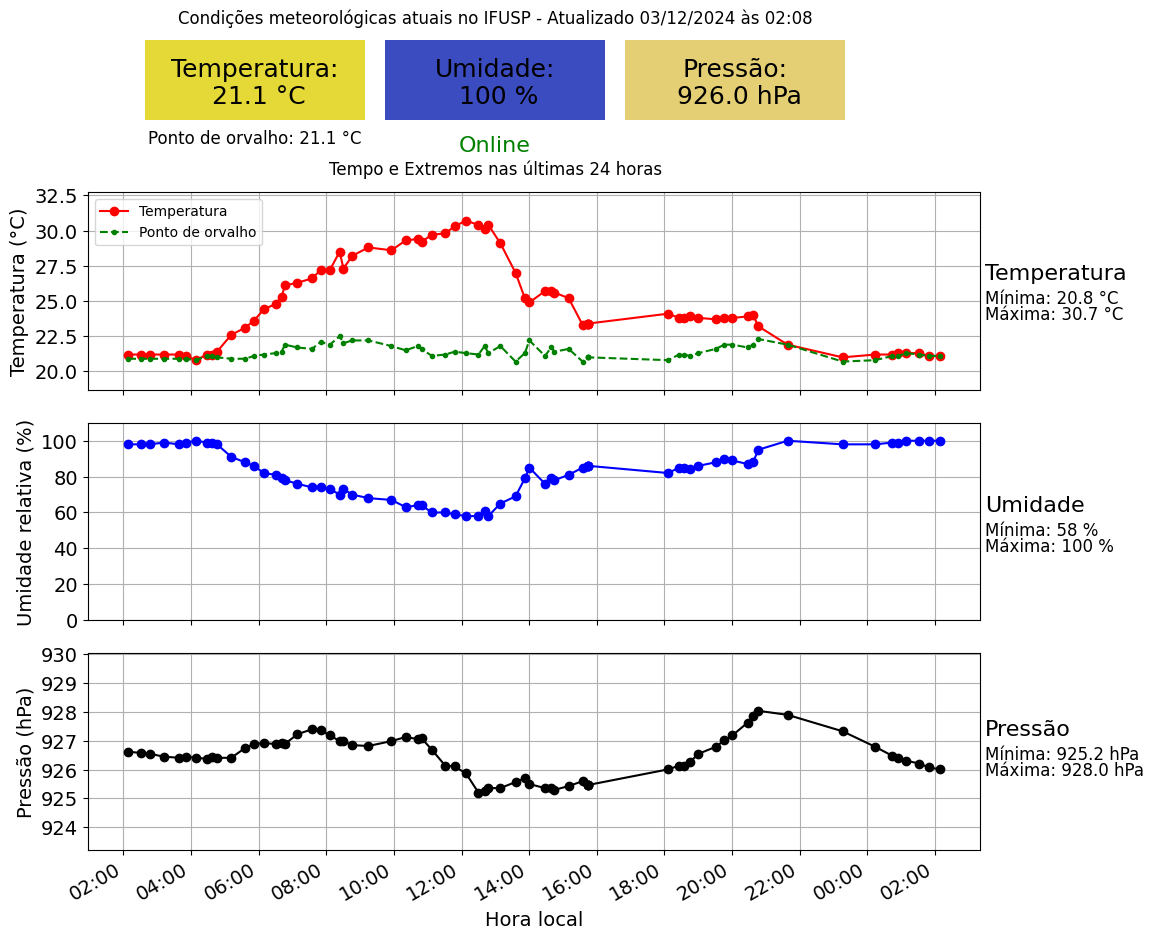 Condições meteorológicas atuais no IFUSP - Atualizado 03/12/2024 às 02:08
Temperatura:
21.1 °C
Umidade:
100 %
Pressão:
926.0 hPa
Ponto de orvalho: 21.1 °C
Online
Tempo e Extremos nas últimas 24 horas
Temperatura (°C)
32.5
30.0
27.5
25.0
22.5
20.0
Temperatura
Ponto de orvalho
Temperatura
Mínima: 20.8 °C
Máxima: 30.7 °C
Umidade relativa (%)
100
80
60
40
20
0
Umidade
Mínima: 58 %
Máxima: 100 %
Pressão (hPa)
930
929
928
927
926
925
924
Pressão
Mínima: 925.2 hPa
Máxima: 928.0 hPa
02:00 04:00 06:00 08:00 10:00 12:00 14:00 16:00 18:00 20:00 22:00 00:00 02:00
Hora local